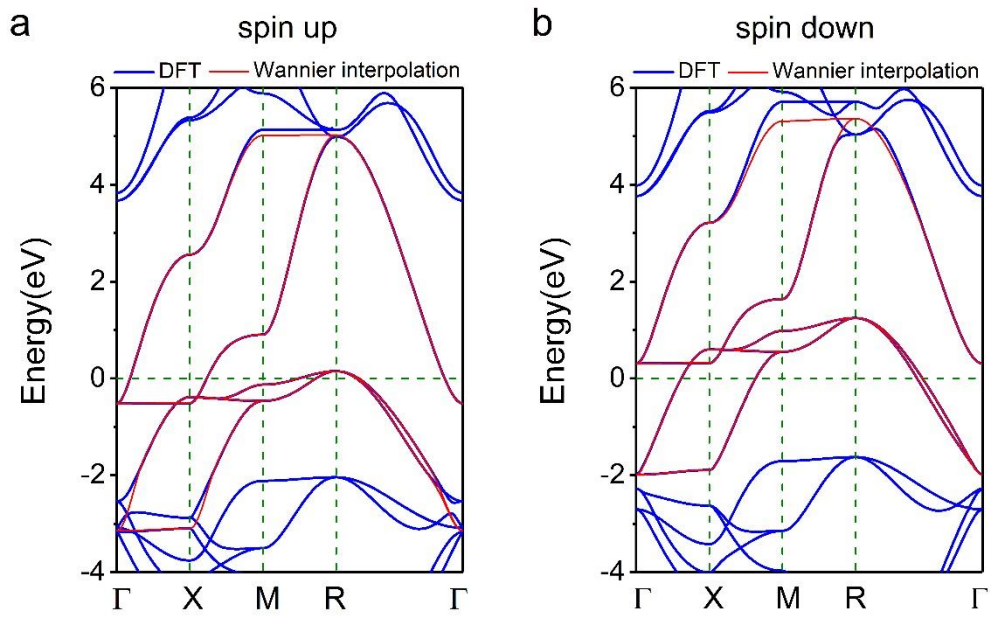 a
spin up
DFT Wannier interpolation
Energy(eV)
6
4
2
0
-2
-4
Γ X M R Γ
b
spin down
DFT Wannier interpolation
Energy(eV)
6
4
2
0
-2
-4
Γ X M R Γ